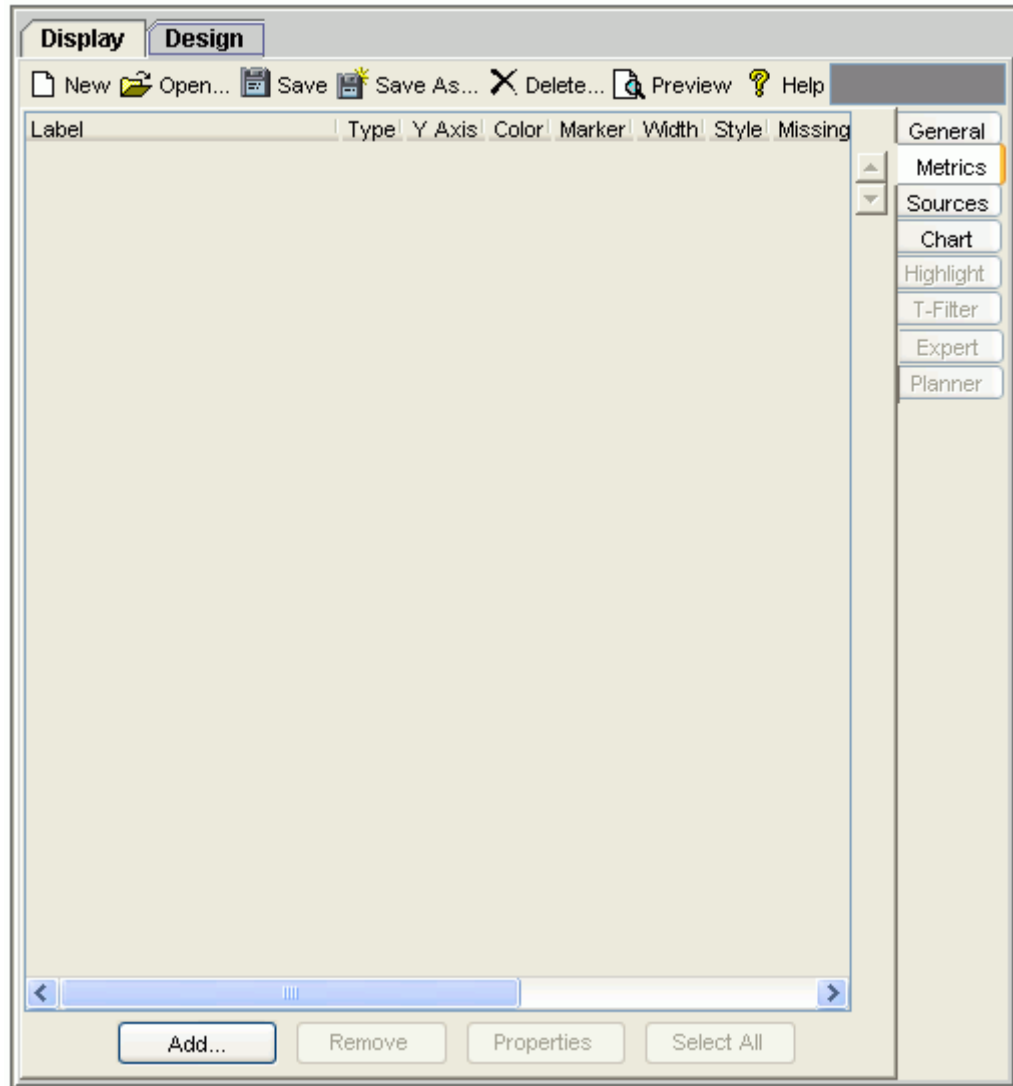 Display Design
New Open... Save Save As... Delete... Preview Help
Label Type Y Axis Color Marker Width Style Missing
General
Metrics
Sources
Chart
Highlight
T-Filter
Expert
Planner
Add... Remove Properties Select All